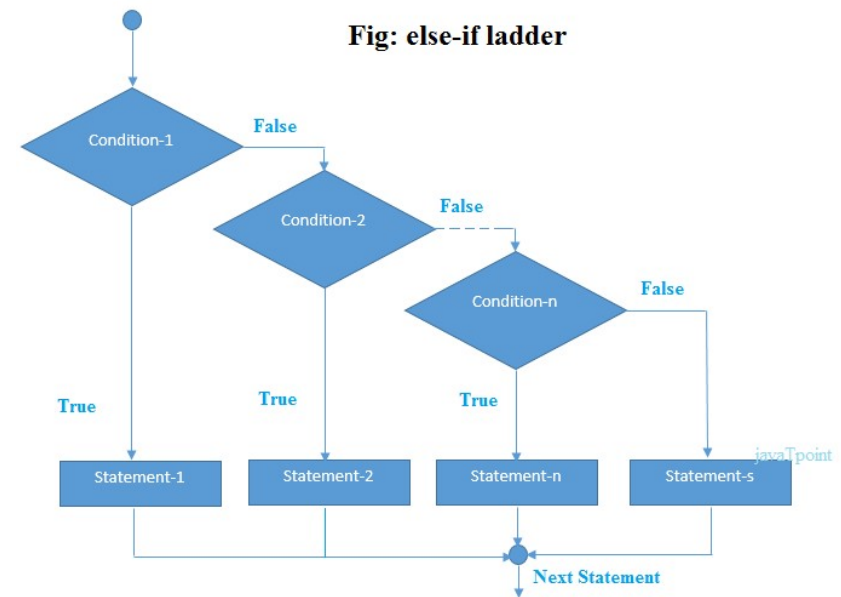 Fig: else-if ladder
Condition-1
False
Condition-2
False
Condition-n
False
True
True
True
Statement-1
Statement-2
Statement-n
Statement-s
javaTpoint
Next Statement